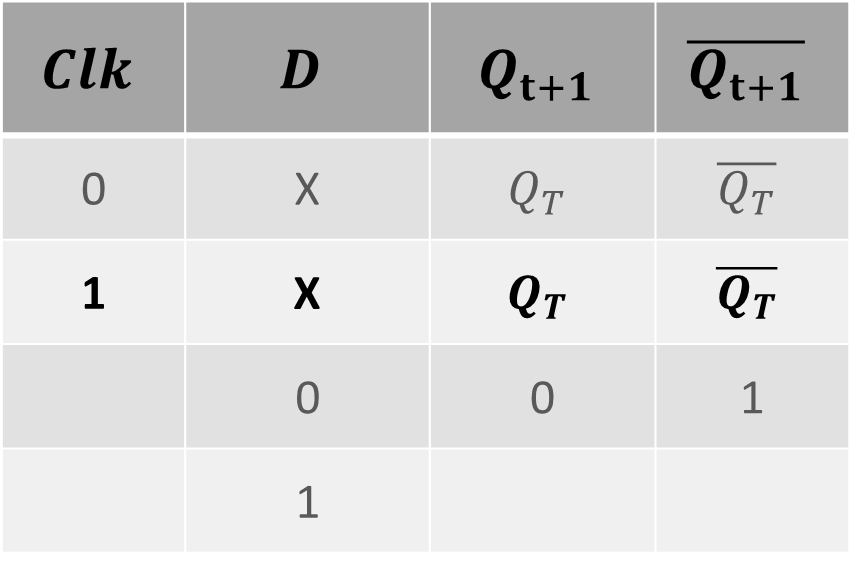 Clk D Q_{t+1} \overline{Q_{t+1}}
0 X Q_T \overline{Q_T}
1 X Q_T \overline{Q_T}
0 0 1
1